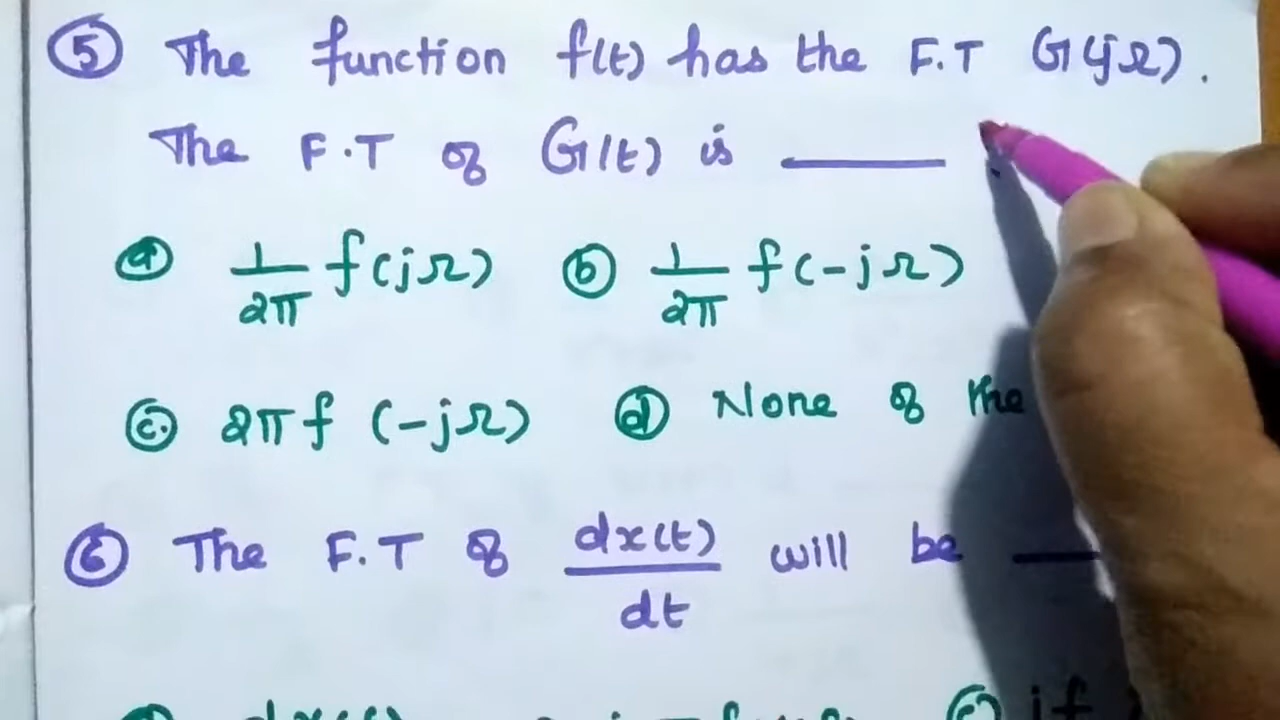 5 The function f(t) has the F.T G(jΩ).
The F.T of G(t) is ______
a 1/2π f(jΩ) b 1/2π f(-jΩ)
c. 2π f (-jΩ) d None of the
6 The F.T of dx(t)/dt will be ____